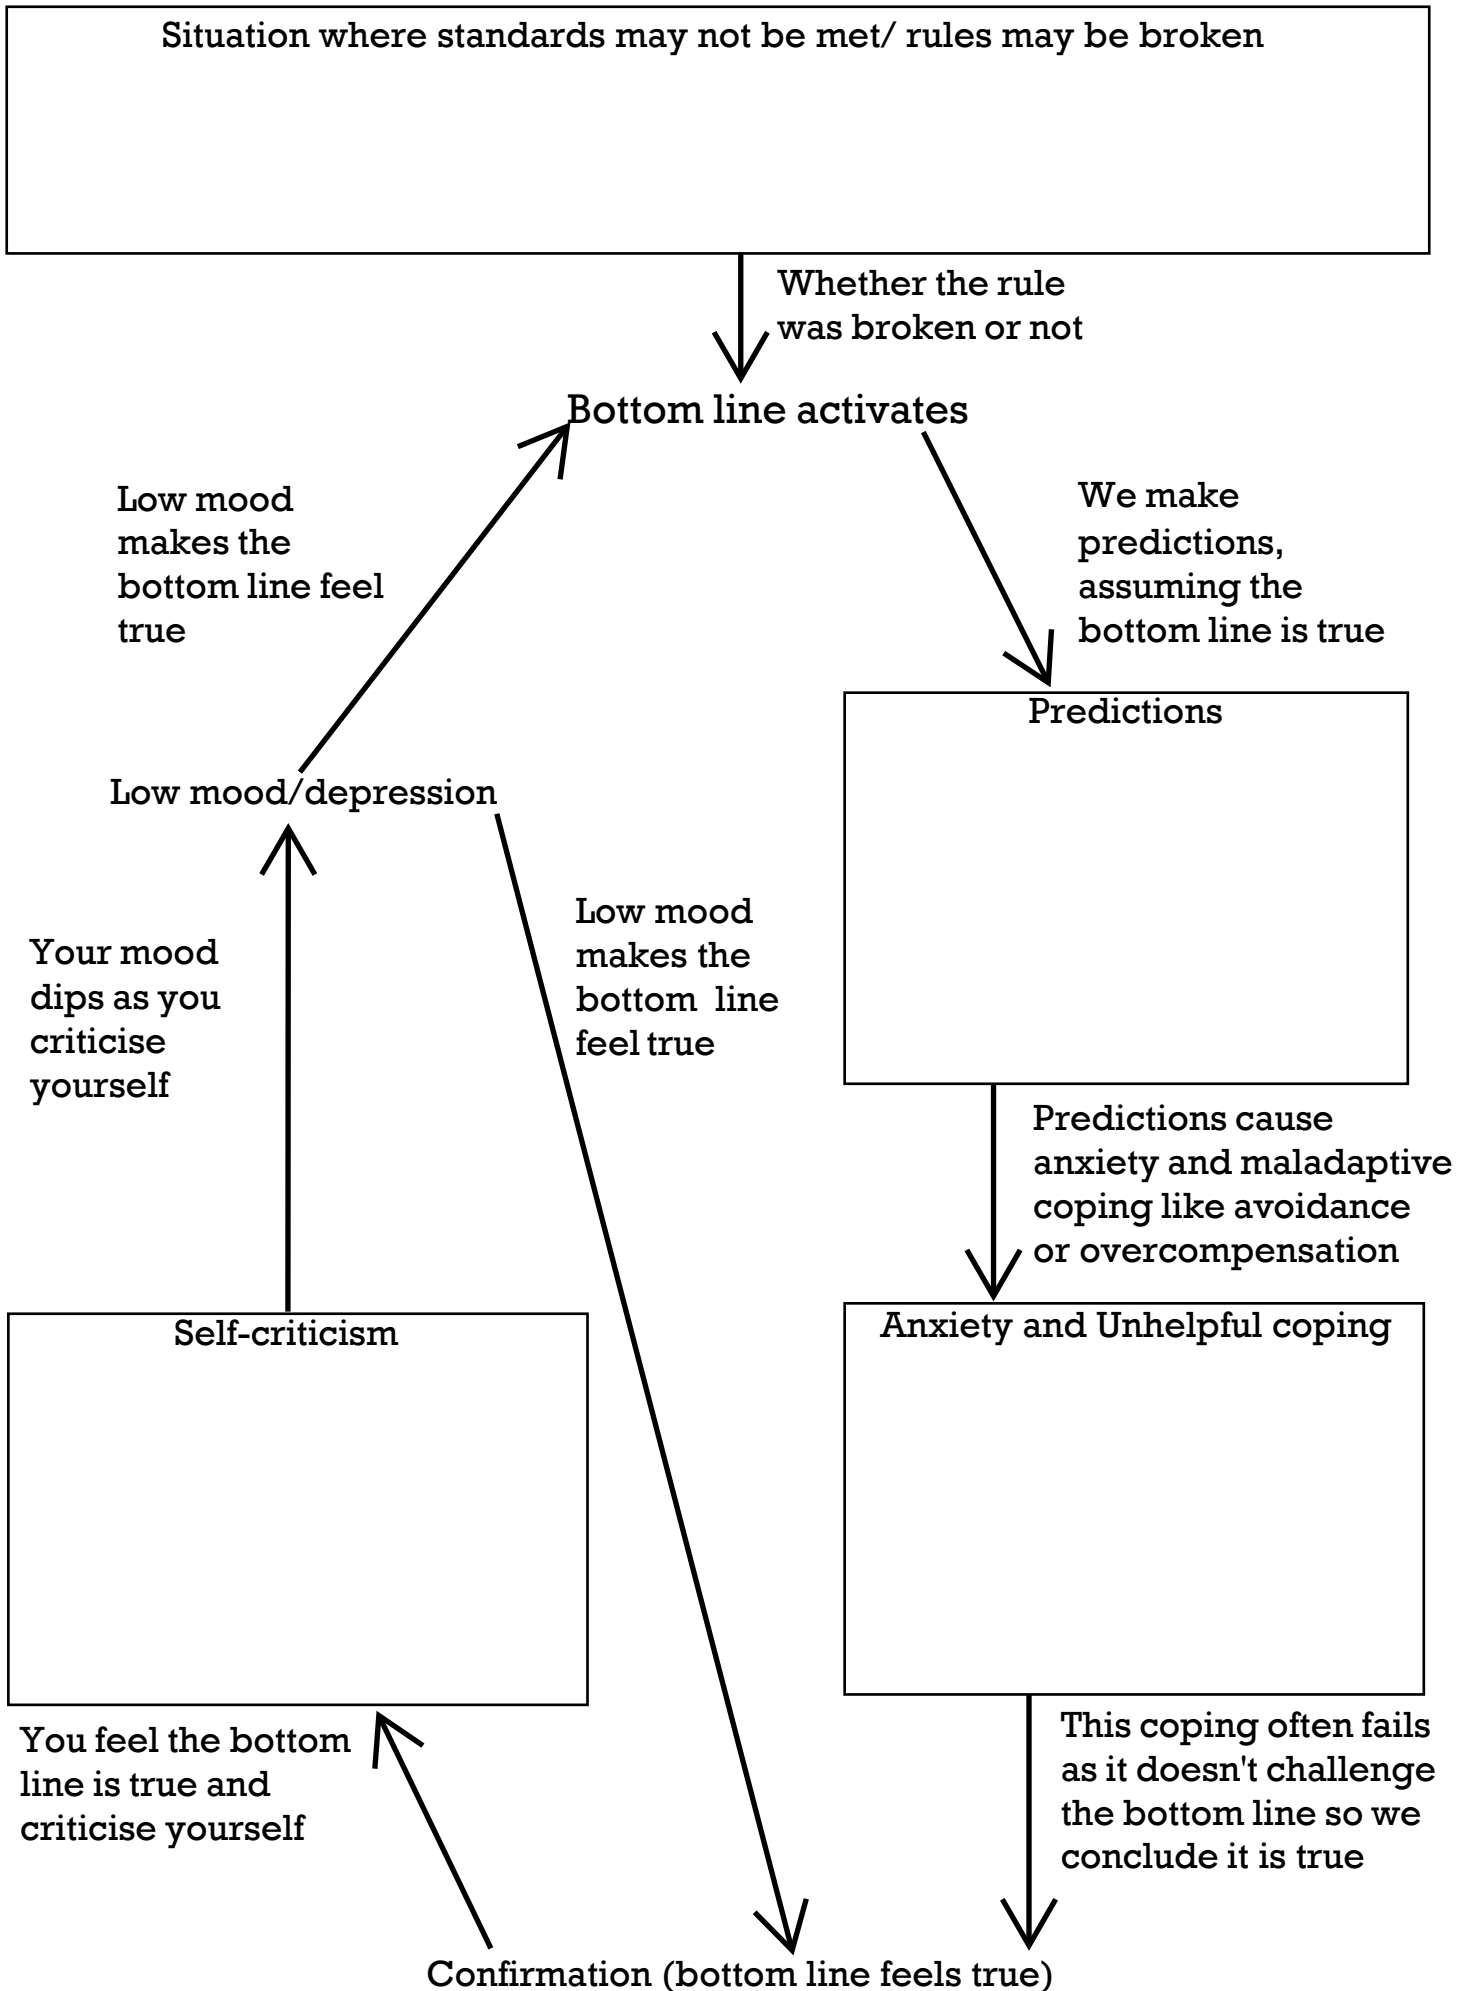 Situation where standards may not be met/ rules may be broken
Whether the rule
was broken or not
Bottom line activates
Low mood
makes the
bottom line feel
true
We make
predictions,
assuming the
bottom line is true
Predictions
Low mood/depression
Low mood
makes the
bottom line
feel true
Your mood
dips as you
criticise
yourself
Predictions cause
anxiety and maladaptive
coping like avoidance
or overcompensation
Self-criticism
Anxiety and Unhelpful coping
You feel the bottom
line is true and
criticise yourself
This coping often fails
as it doesn't challenge
the bottom line so we
conclude it is true
Confirmation (bottom line feels true)